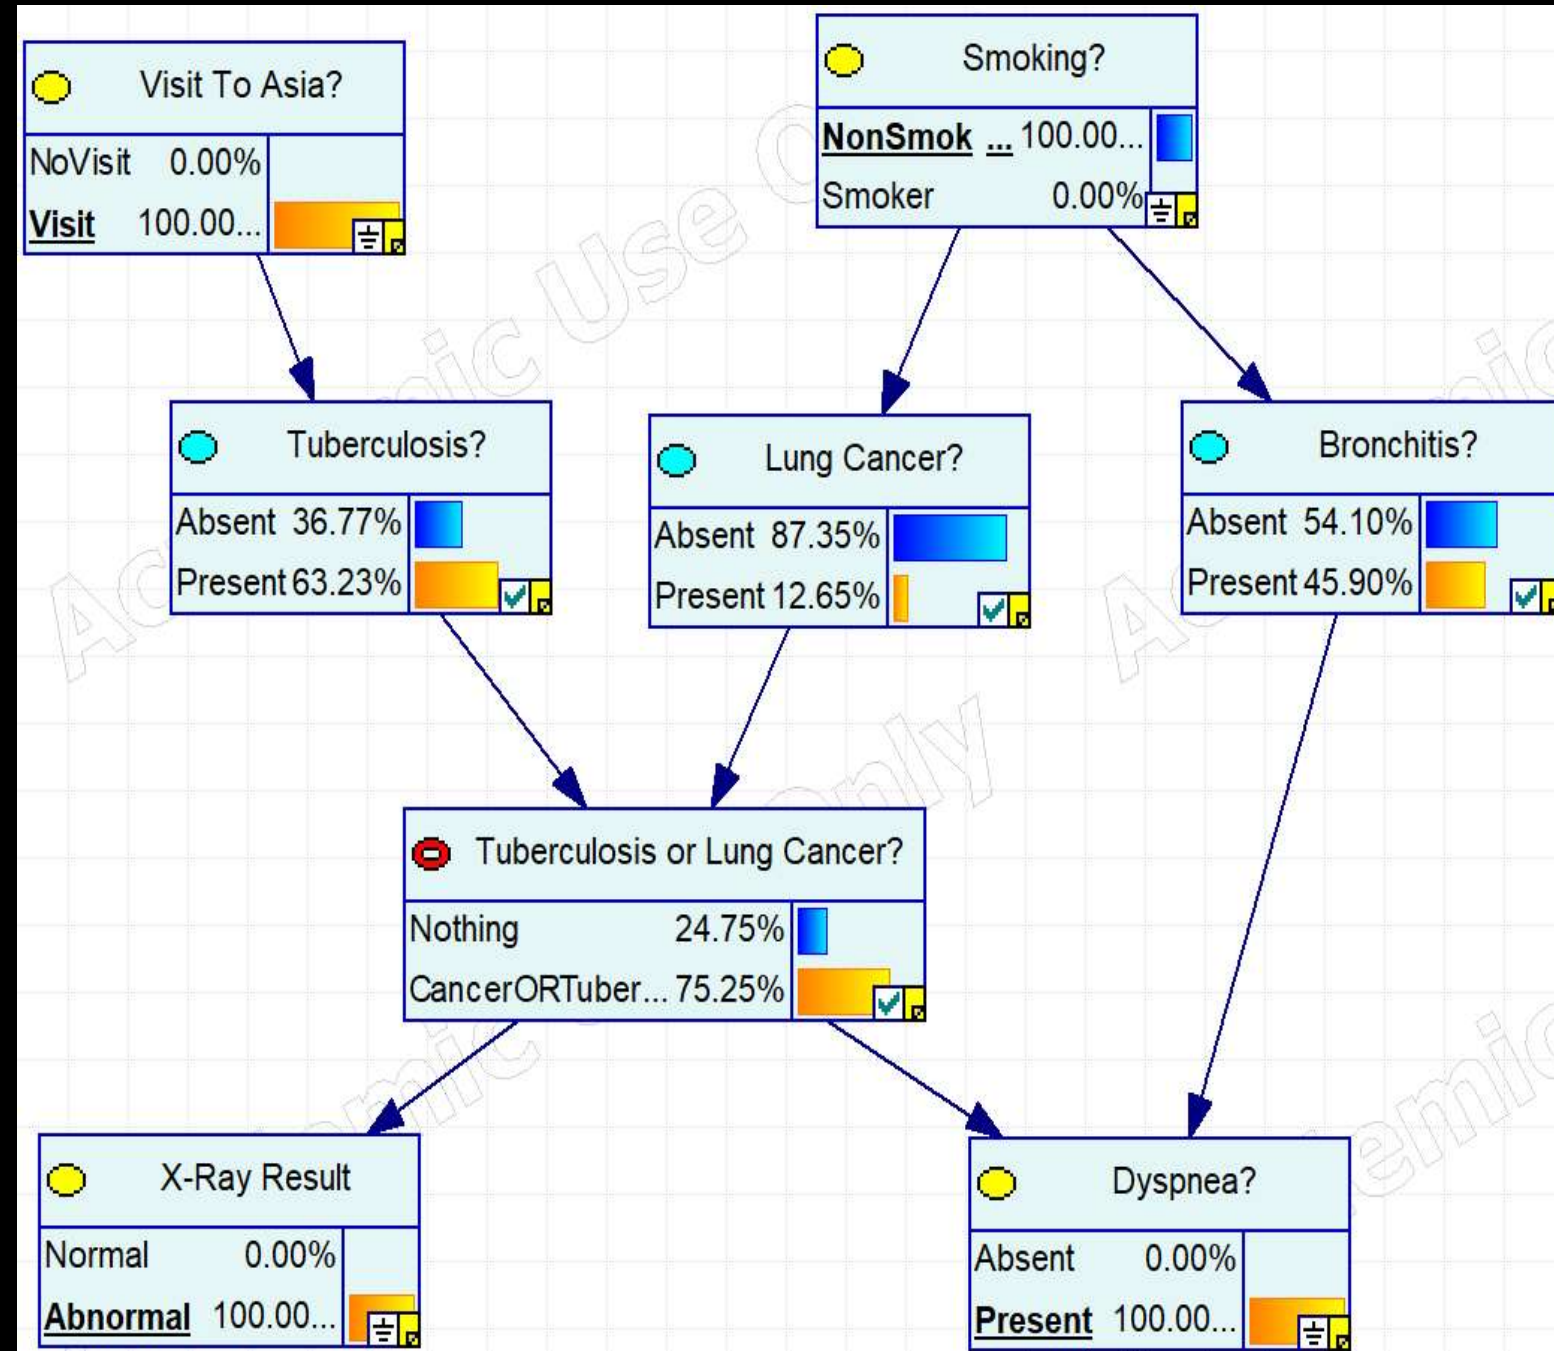 Visit To Asia?
NoVisit 0.00%
Visit 100.00...
Smoking?
NonSmok ... 100.00...
Smoker 0.00%
Tuberculosis?
Absent 36.77%
Present 63.23%
Lung Cancer?
Absent 87.35%
Present 12.65%
Bronchitis?
Absent 54.10%
Present 45.90%
Tuberculosis or Lung Cancer?
Nothing 24.75%
CancerORTuber... 75.25%
X-Ray Result
Normal 0.00%
Abnormal 100.00...
Dyspnea?
Absent 0.00%
Present 100.00...